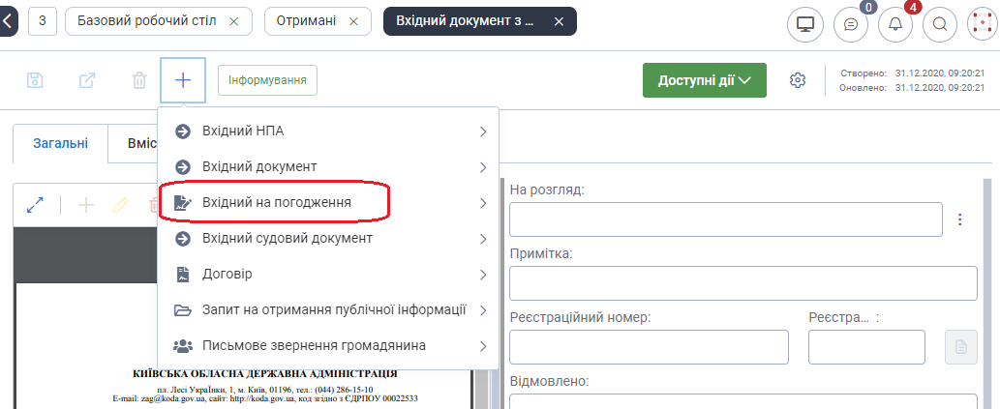 3
Базовий робочий стіл
Отримані
Вхідний документ з ...
0
4
Інформування
Доступні дії
Створено: 31.12.2020, 09:20:21
Оновлено: 31.12.2020, 09:20:21
Загальні
Вміс
Вхідний НПА
Вхідний документ
Вхідний на погодження
Вхідний судовий документ
Договір
Запит на отримання публічної інформації
Письмове звернення громадянина
На розгляд:
Примітка:
Реєстраційний номер:
Реєстра... :
Відмовлено:
КИЇВСЬКА ОБЛАСНА ДЕРЖАВНА АДМІНІСТРАЦІЯ
пл. Лесі Українки, 1, м. Київ, 01196, тел.: (044) 286-15-10
E-mail: zag@koda.gov.ua, сайт: http://koda.gov.ua, код згідно з ЄДРПОУ 00022533